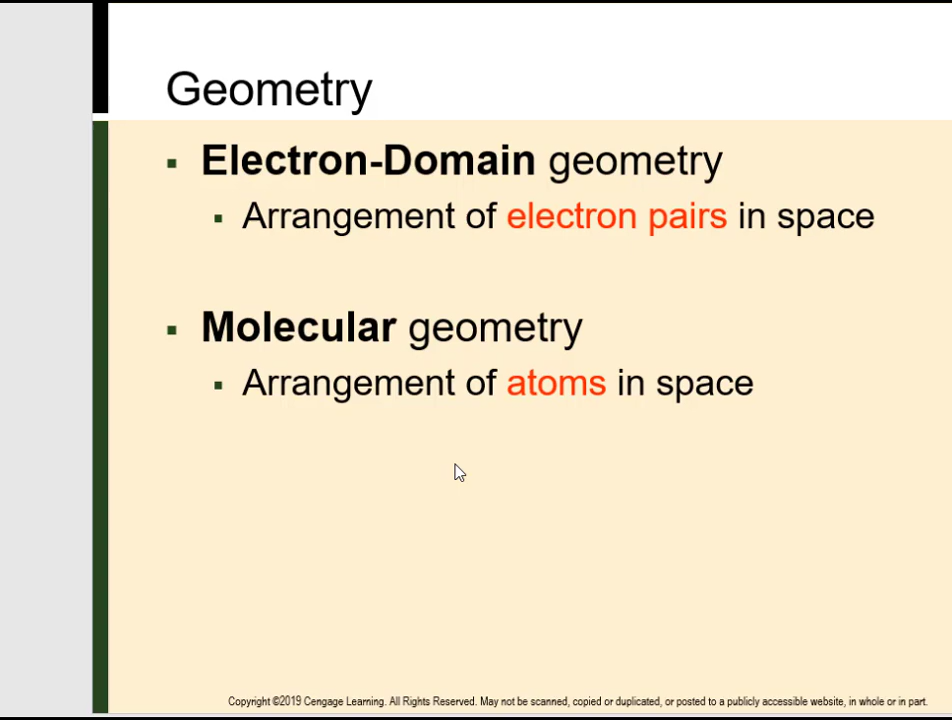 Geometry
▪ Electron-Domain geometry
▪ Arrangement of electron pairs in space
▪ Molecular geometry
▪ Arrangement of atoms in space
Copyright ©2019 Cengage Learning. All Rights Reserved. May not be scanned, copied or duplicated, or posted to a publicly accessible website, in whole or in part.